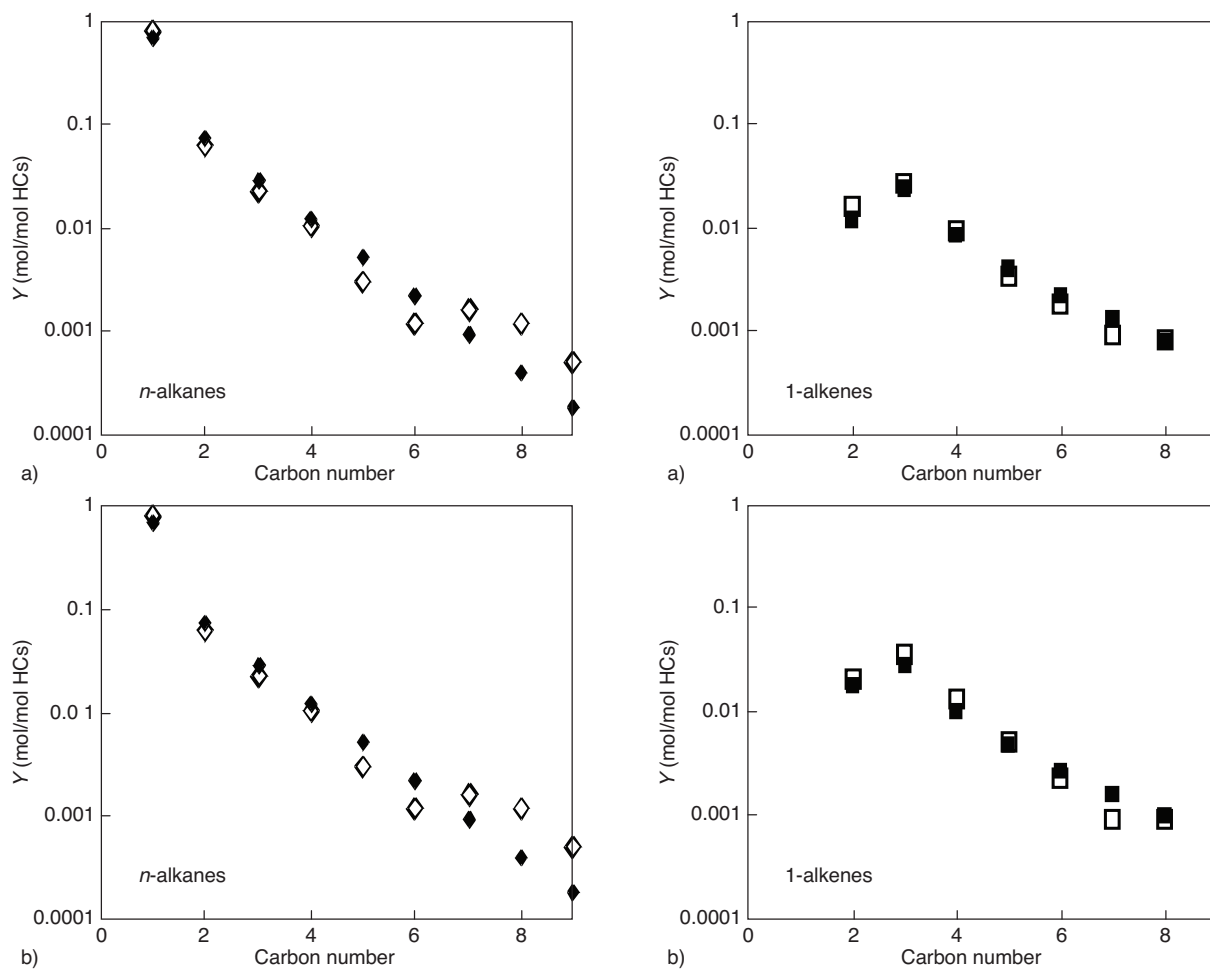 1
0.1
0.01
0.001
0.0001
Y (mol/mol HCs)
n-alkanes
0 2 4 6 8
Carbon number
a)
1
0.1
0.01
0.001
0.0001
Y (mol/mol HCs)
1-alkenes
0 2 4 6 8
Carbon number
a)
1
0.1
0.01
0.001
0.0001
Y (mol/mol HCs)
n-alkanes
0 2 4 6 8
Carbon number
b)
1
0.1
0.01
0.001
0.0001
Y (mol/mol HCs)
1-alkenes
0 2 4 6 8
Carbon number
b)